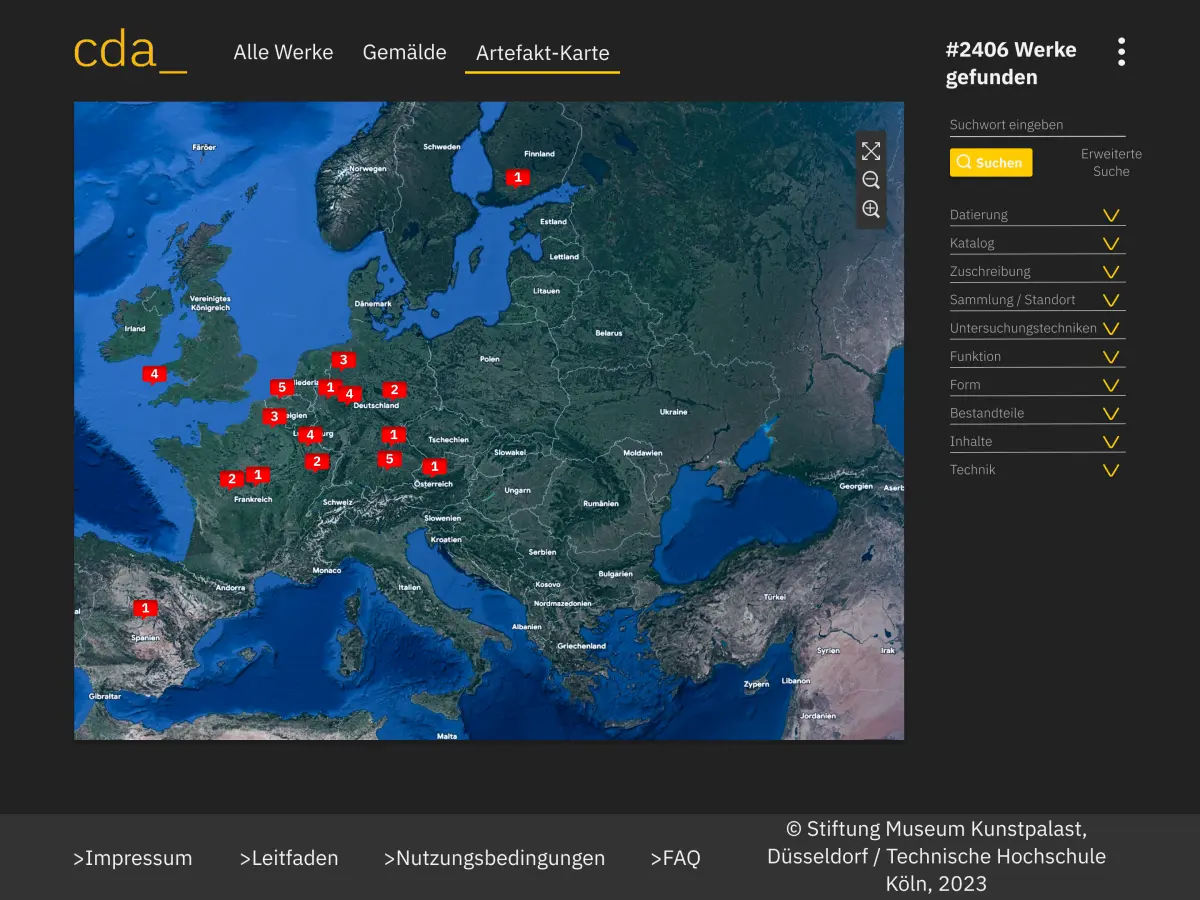 cda_
Alle Werke
Gemälde
Artefakt-Karte
#2406 Werke
gefunden
Suchwort eingeben
Suchen
Erweiterte
Suche
Datierung
Katalog
Zuschreibung
Sammlung / Standort
Untersuchungstechniken
Funktion
Form
Bestandteile
Inhalte
Technik
Färöer
Schweden
Finnland
Norwegen
1
Estland
Lettland
Litauen
Vereinigtes
Königreich
Dänemark
Irland
Belarus
3
Polen
4
5
iederla
1
4
2
Deutschland
3
elgien
Ukraine
L
4
urg
1
Tschechien
2
5
1
Slowakei
Moldawien
2
1
Österreich
Georgien
Aserb
Frankreich
Schweiz
Ungarn
Rumänien
Slowenien
Kroatien
Serbien
Monaco
Andorra
Italien
Kosovo
Bulgarien
Nordmazedonien
Türkei
1
al
Spanien
Albanien
Griechenland
Syrien
Irak
Gibraltar
Zypern
Libanon
Jordanien
Malta
>Impressum
>Leitfaden
>Nutzungsbedingungen
>FAQ
© Stiftung Museum Kunstpalast,
Düsseldorf / Technische Hochschule
Köln, 2023